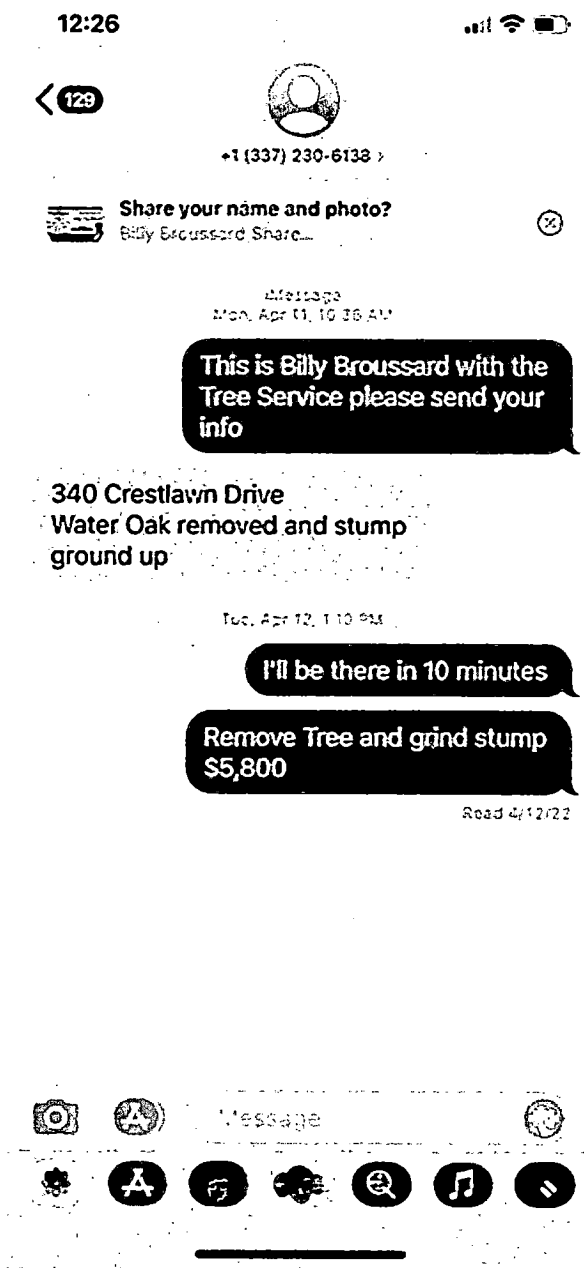 12:26
129
+1 (337) 230-6138 >
Share your name and photo?
Billy Broussard Share...
iMessage
Mon, Apr 11, 10:36 AM
This is Billy Broussard with the
Tree Service please send your
info
340 Crestlawn Drive
Water Oak removed and stump
ground up
Tue, Apr 12, 1:10 PM
I'll be there in 10 minutes
Remove Tree and grind stump
$5,800
Read 4/12/22
Message